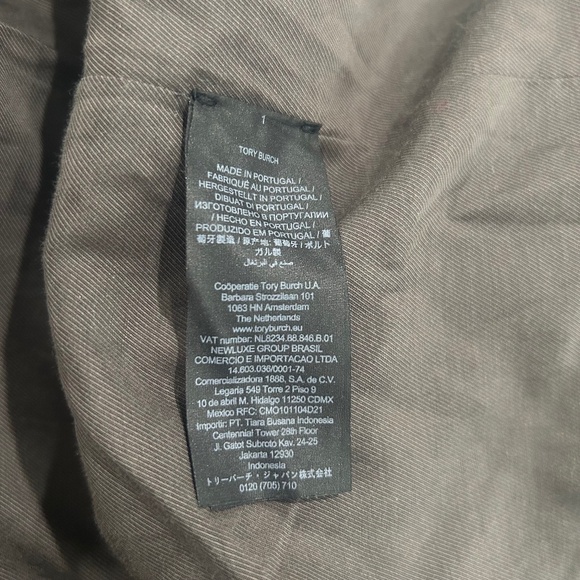 1
TORY BURCH
MADE IN PORTUGAL /
FABRIQUÉ AU PORTUGAL /
HERGESTELLT IN PORTUGAL /
DIBUAT DI PORTUGAL /
ИЗГОТОВЛЕНО В ПОРТУГАЛИИ
/ HECHO EN PORTUGAL /
PRODUZIDO EM PORTUGAL / 葡
萄牙製造 / 原产地: 葡萄牙 / ポルト
ガル製
صنع في البرتغال
Coöperatie Tory Burch U.A.
Barbara Strozzilaan 101
1083 HN Amsterdam
The Netherlands
www.toryburch.eu
VAT number: NL8234.68.846.B.01
NEWLUXE GROUP BRASIL
COMERCIO E IMPORTACAO LTDA
14.603.036/0001-74
Comercializadora 1888, S.A. de C.V.
Legaria 549 Torre 2 Piso 9
10 de abril M. Hidalgo 11250 CDMX
Mexico RFC: CMO101104D21
Importir: PT. Tiara Busana Indonesia
Centennial Tower 28th Floor
Jl. Gatot Subroto Kav. 24-25
Jakarta 12930
Indonesia
トリーバーチ・ジャパン株式会社
0120 (705) 710